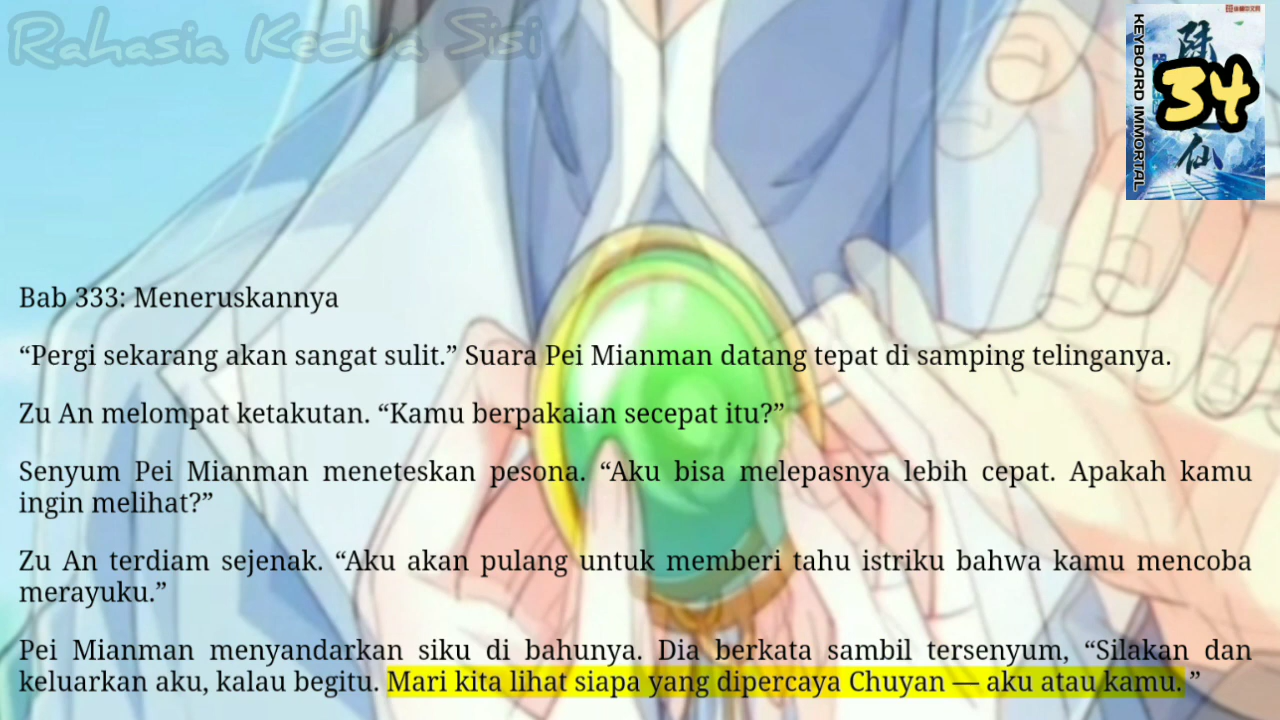 Rahasia Kedua Sisi
KEYBOARD IMMORTAL
陆
仙
34
Bab 333: Meneruskannya
“Pergi sekarang akan sangat sulit.” Suara Pei Mianman datang tepat di samping telinganya.
Zu An melompat ketakutan. “Kamu berpakaian secepat itu?”
Senyum Pei Mianman meneteskan pesona. “Aku bisa melepasnya lebih cepat. Apakah kamu
ingin melihat?”
Zu An terdiam sejenak. “Aku akan pulang untuk memberi tahu istriku bahwa kamu mencoba
merayuku.”
Pei Mianman menyandarkan siku di bahunya. Dia berkata sambil tersenyum, “Silakan dan
keluarkan aku, kalau begitu. Mari kita lihat siapa yang dipercaya Chuyan — aku atau kamu. ”